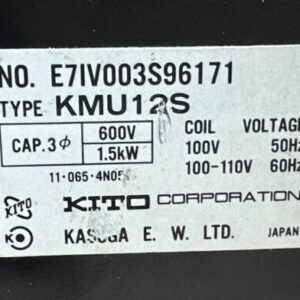 NO. E7IV003S96171
TYPE KMU12S
CAP. 3φ 600V 1.5kW
COIL VOLTAGE
100V 50Hz
100-110V 60Hz
11-065-4N05
KITO KITO CORPORATION
KASUGA E. W. LTD. JAPAN